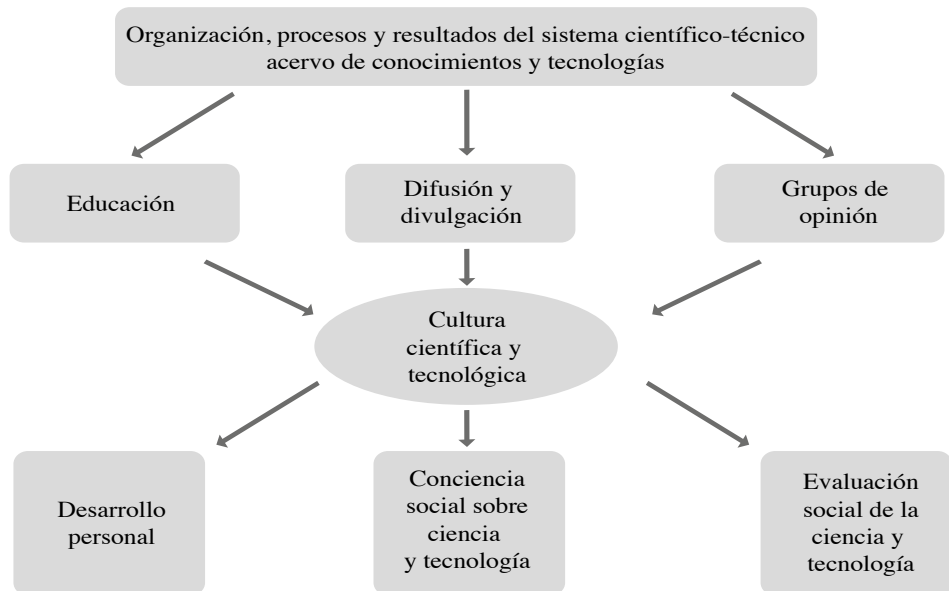 Organización, procesos y resultados del sistema científico-técnico
acervo de conocimientos y tecnologías
Educación
Difusión y
divulgación
Grupos de
opinión
Cultura
científica y
tecnológica
Desarrollo
personal
Conciencia
social sobre
ciencia
y tecnología
Evaluación
social de la
ciencia y
tecnología